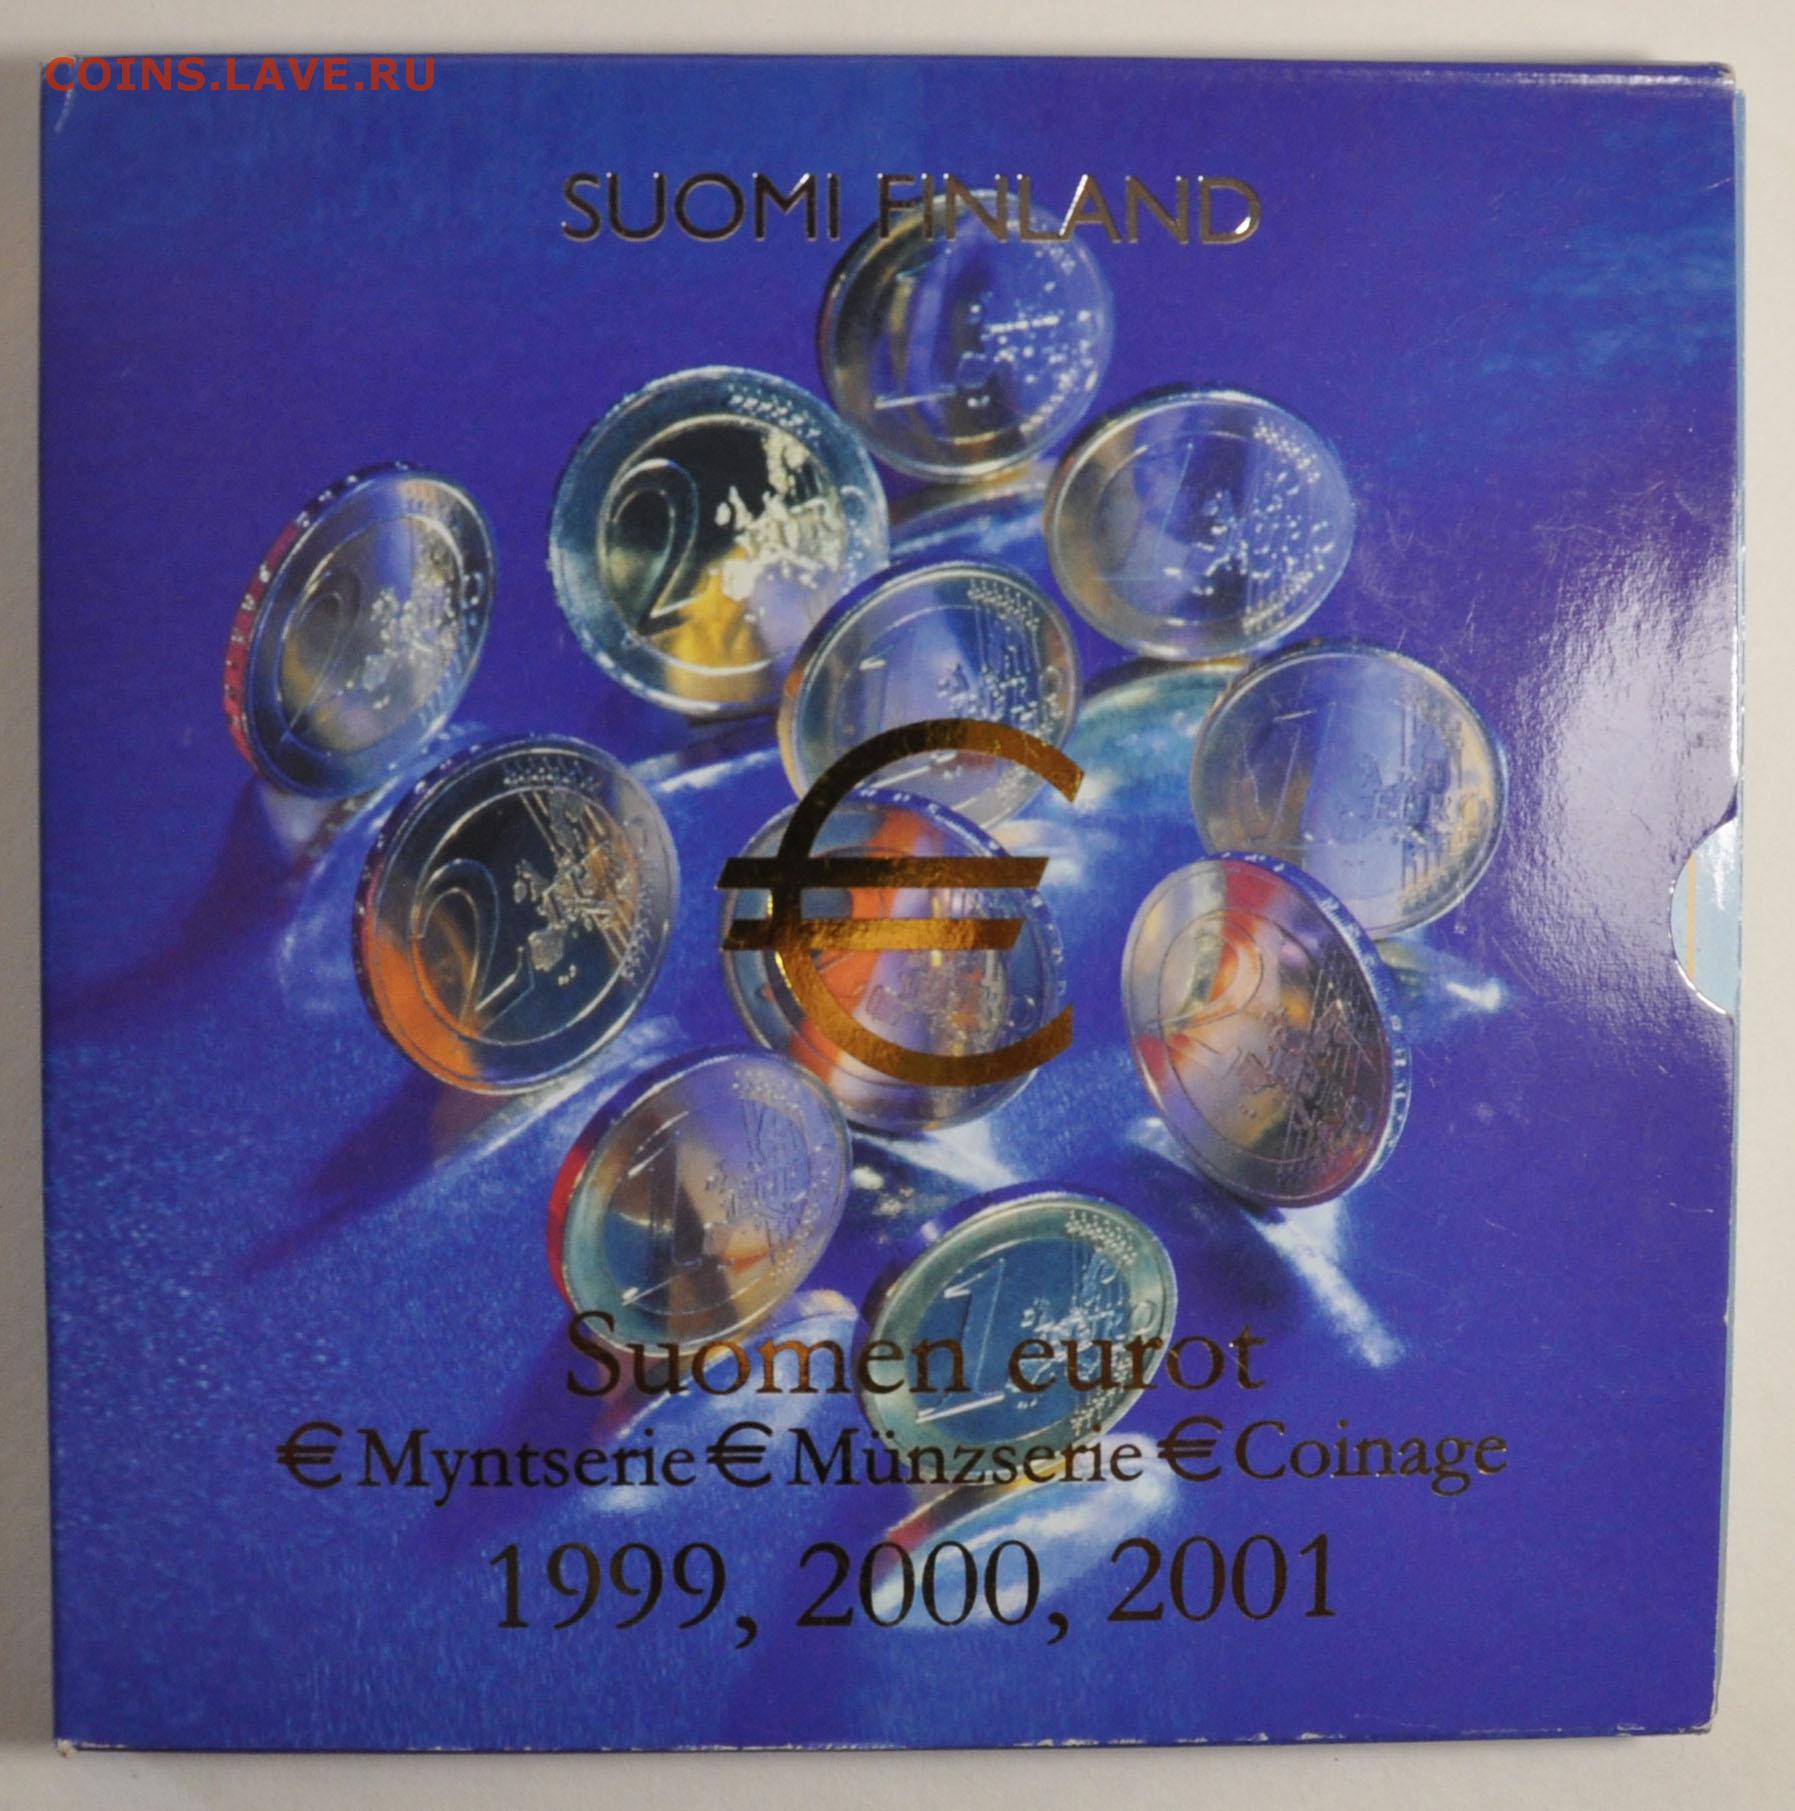 COINS.LAVE.RU
SUOMI FINLAND
€
Suomen eurot
€ Myntserie € Münzserie € Coinage
1999, 2000, 2001